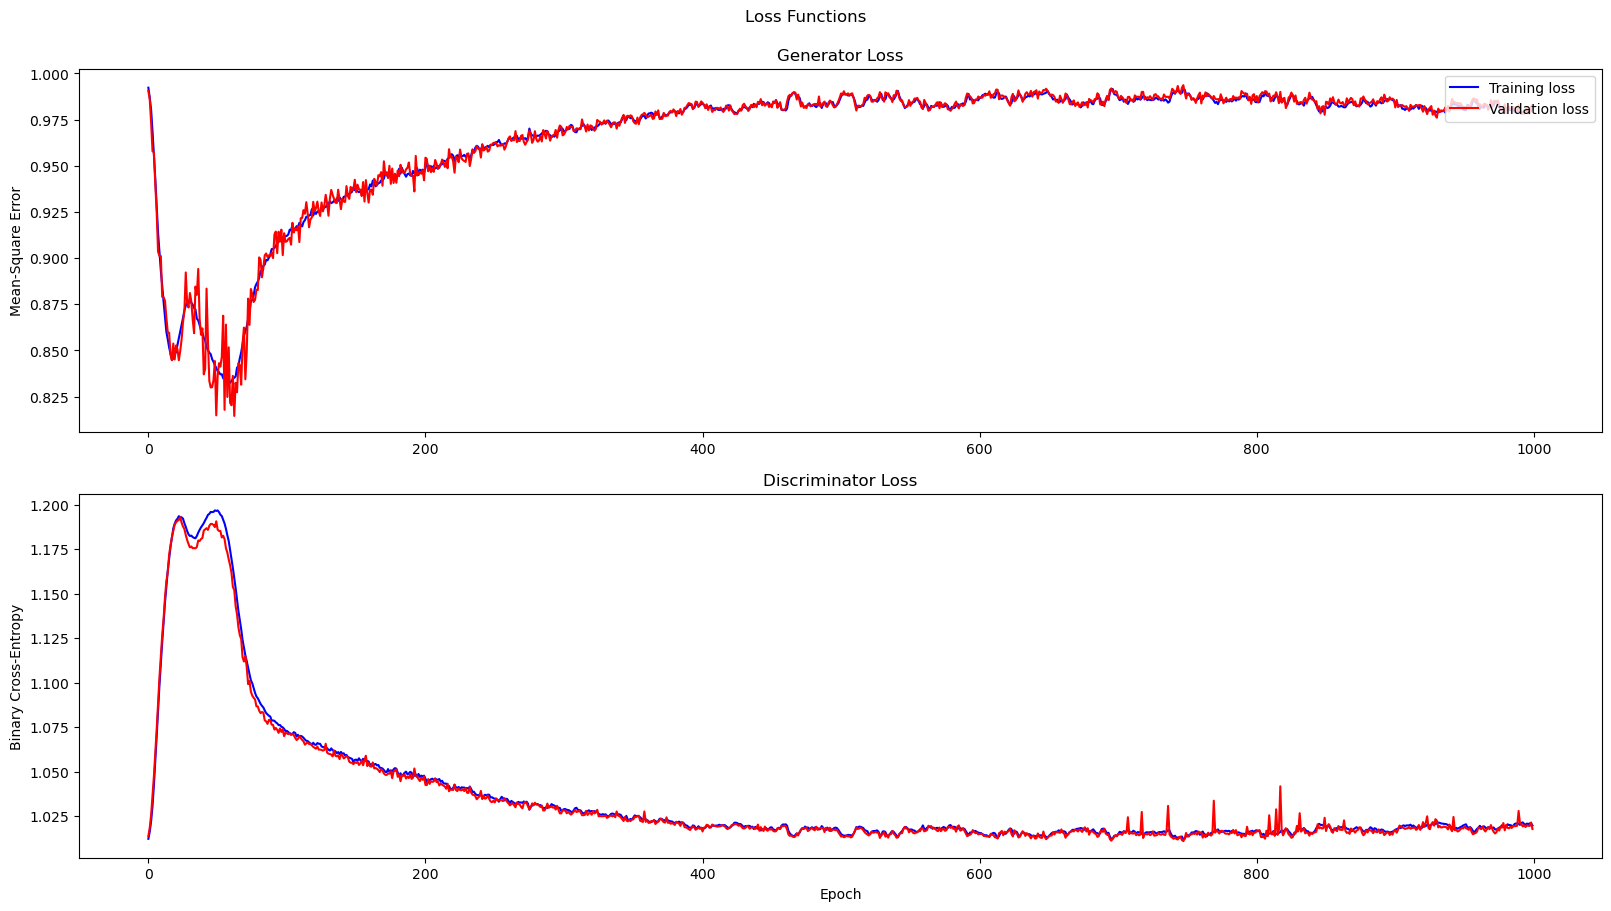 Loss Functions
Generator Loss
Mean-Square Error
1.000
0.975
0.950
0.925
0.900
0.875
0.850
0.825
Training loss
Validation loss
0 200 400 600 800 1000
Discriminator Loss
Binary Cross-Entropy
1.200
1.175
1.150
1.125
1.100
1.075
1.050
1.025
0 200 400 600 800 1000
Epoch